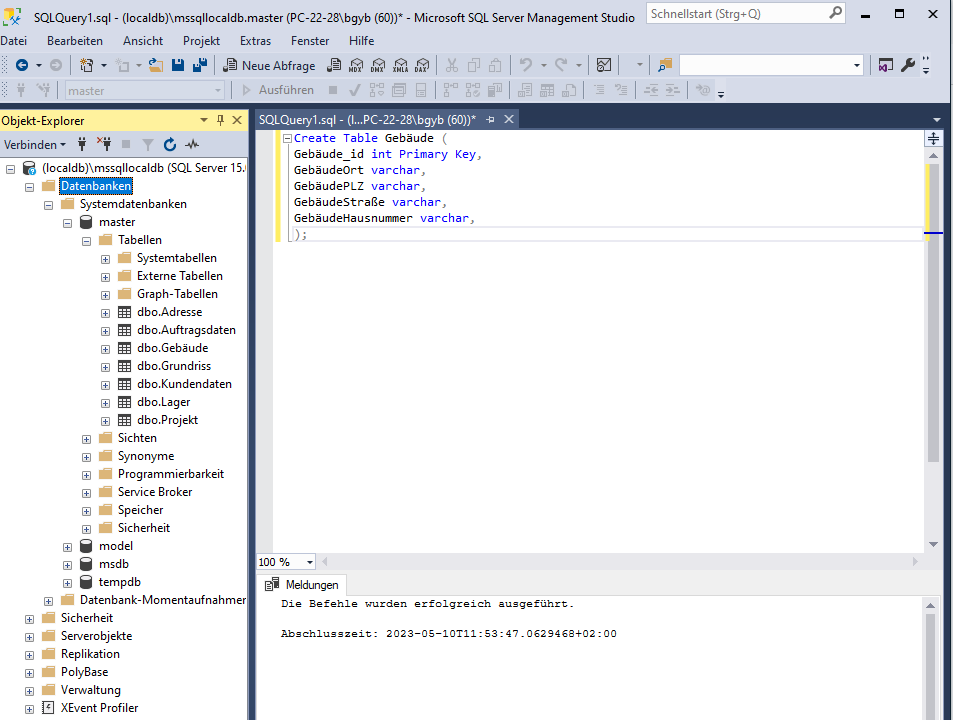 SQLQuery1.sql - (localdb)\mssqllocaldb.master (PC-22-28\bgyb (60))* - Microsoft SQL Server Management Studio
Schnellstart (Strg+Q)
Datei Bearbeiten Ansicht Projekt Extras Fenster Hilfe
Neue Abfrage MDX DMX XMLA DAX
master Ausführen
Objekt-Explorer
Verbinden
(localdb)\mssqllocaldb (SQL Server 15.
Datenbanken
Systemdatenbanken
master
Tabellen
Systemtabellen
Externe Tabellen
Graph-Tabellen
dbo.Adresse
dbo.Auftragsdaten
dbo.Gebäude
dbo.Grundriss
dbo.Kundendaten
dbo.Lager
dbo.Projekt
Sichten
Synonyme
Programmierbarkeit
Service Broker
Speicher
Sicherheit
model
msdb
tempdb
Datenbank-Momentaufnahmen
Sicherheit
Serverobjekte
Replikation
PolyBase
Verwaltung
XEvent Profiler
SQLQuery1.sql - (l...PC-22-28\bgyb (60))*
Create Table Gebäude (
Gebäude_id int Primary Key,
GebäudeOrt varchar,
GebäudePLZ varchar,
GebäudeStraße varchar,
GebäudeHausnummer varchar,
);
100 %
Meldungen
Die Befehle wurden erfolgreich ausgeführt.
Abschlusszeit: 2023-05-10T11:53:47.0629468+02:00